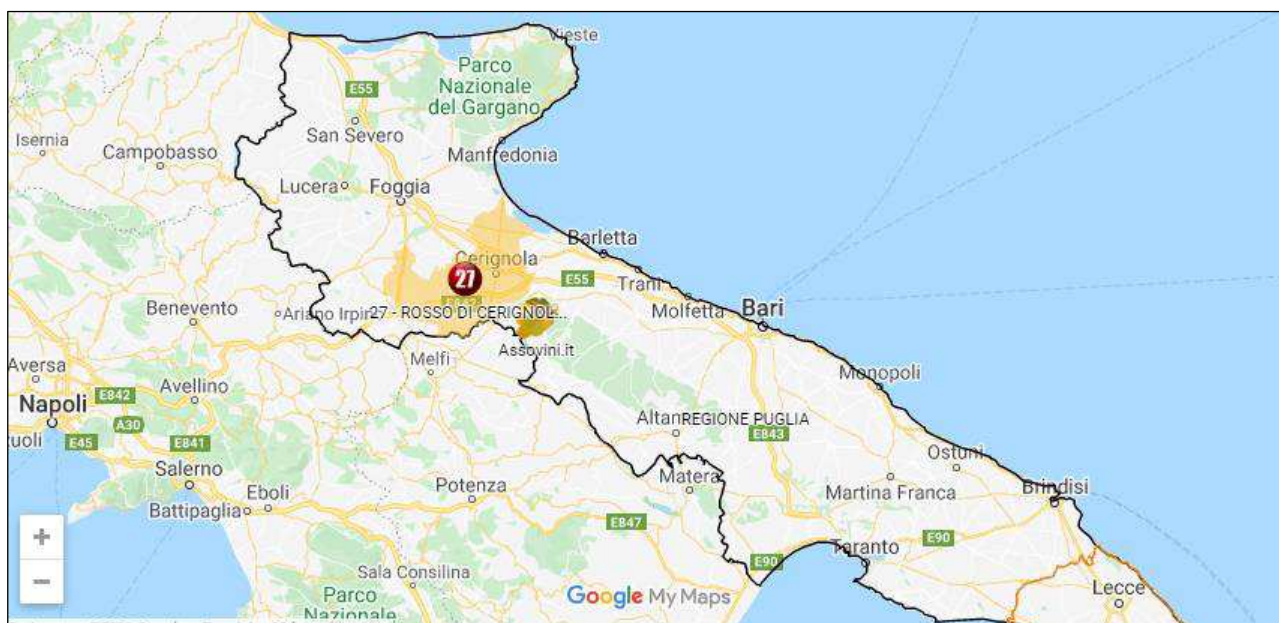 Vieste
Parco
Nazionale
del Gargano
E55
San Severo
Isernia
Campobasso
Manfredonia
Lucera
Foggia
Barletta
Cerignola
27
E55
Trani
Molfetta
Bari
Benevento
Ariano Irpin
27 - ROSSO DI CERIGNOL...
Assovini.it
Melfi
Aversa
Avellino
Monopoli
E842
Napoli
A30
zuoli
E45
E841
Altam
REGIONE PUGLIA
E843
Salerno
Ostuni
Matera
Potenza
Martina Franca
Eboli
Battipaglia
Brindisi
E847
+
Taranto
E90
E90
−
Sala Consilina
Lecce
Parco
Nazionale
Google My Maps